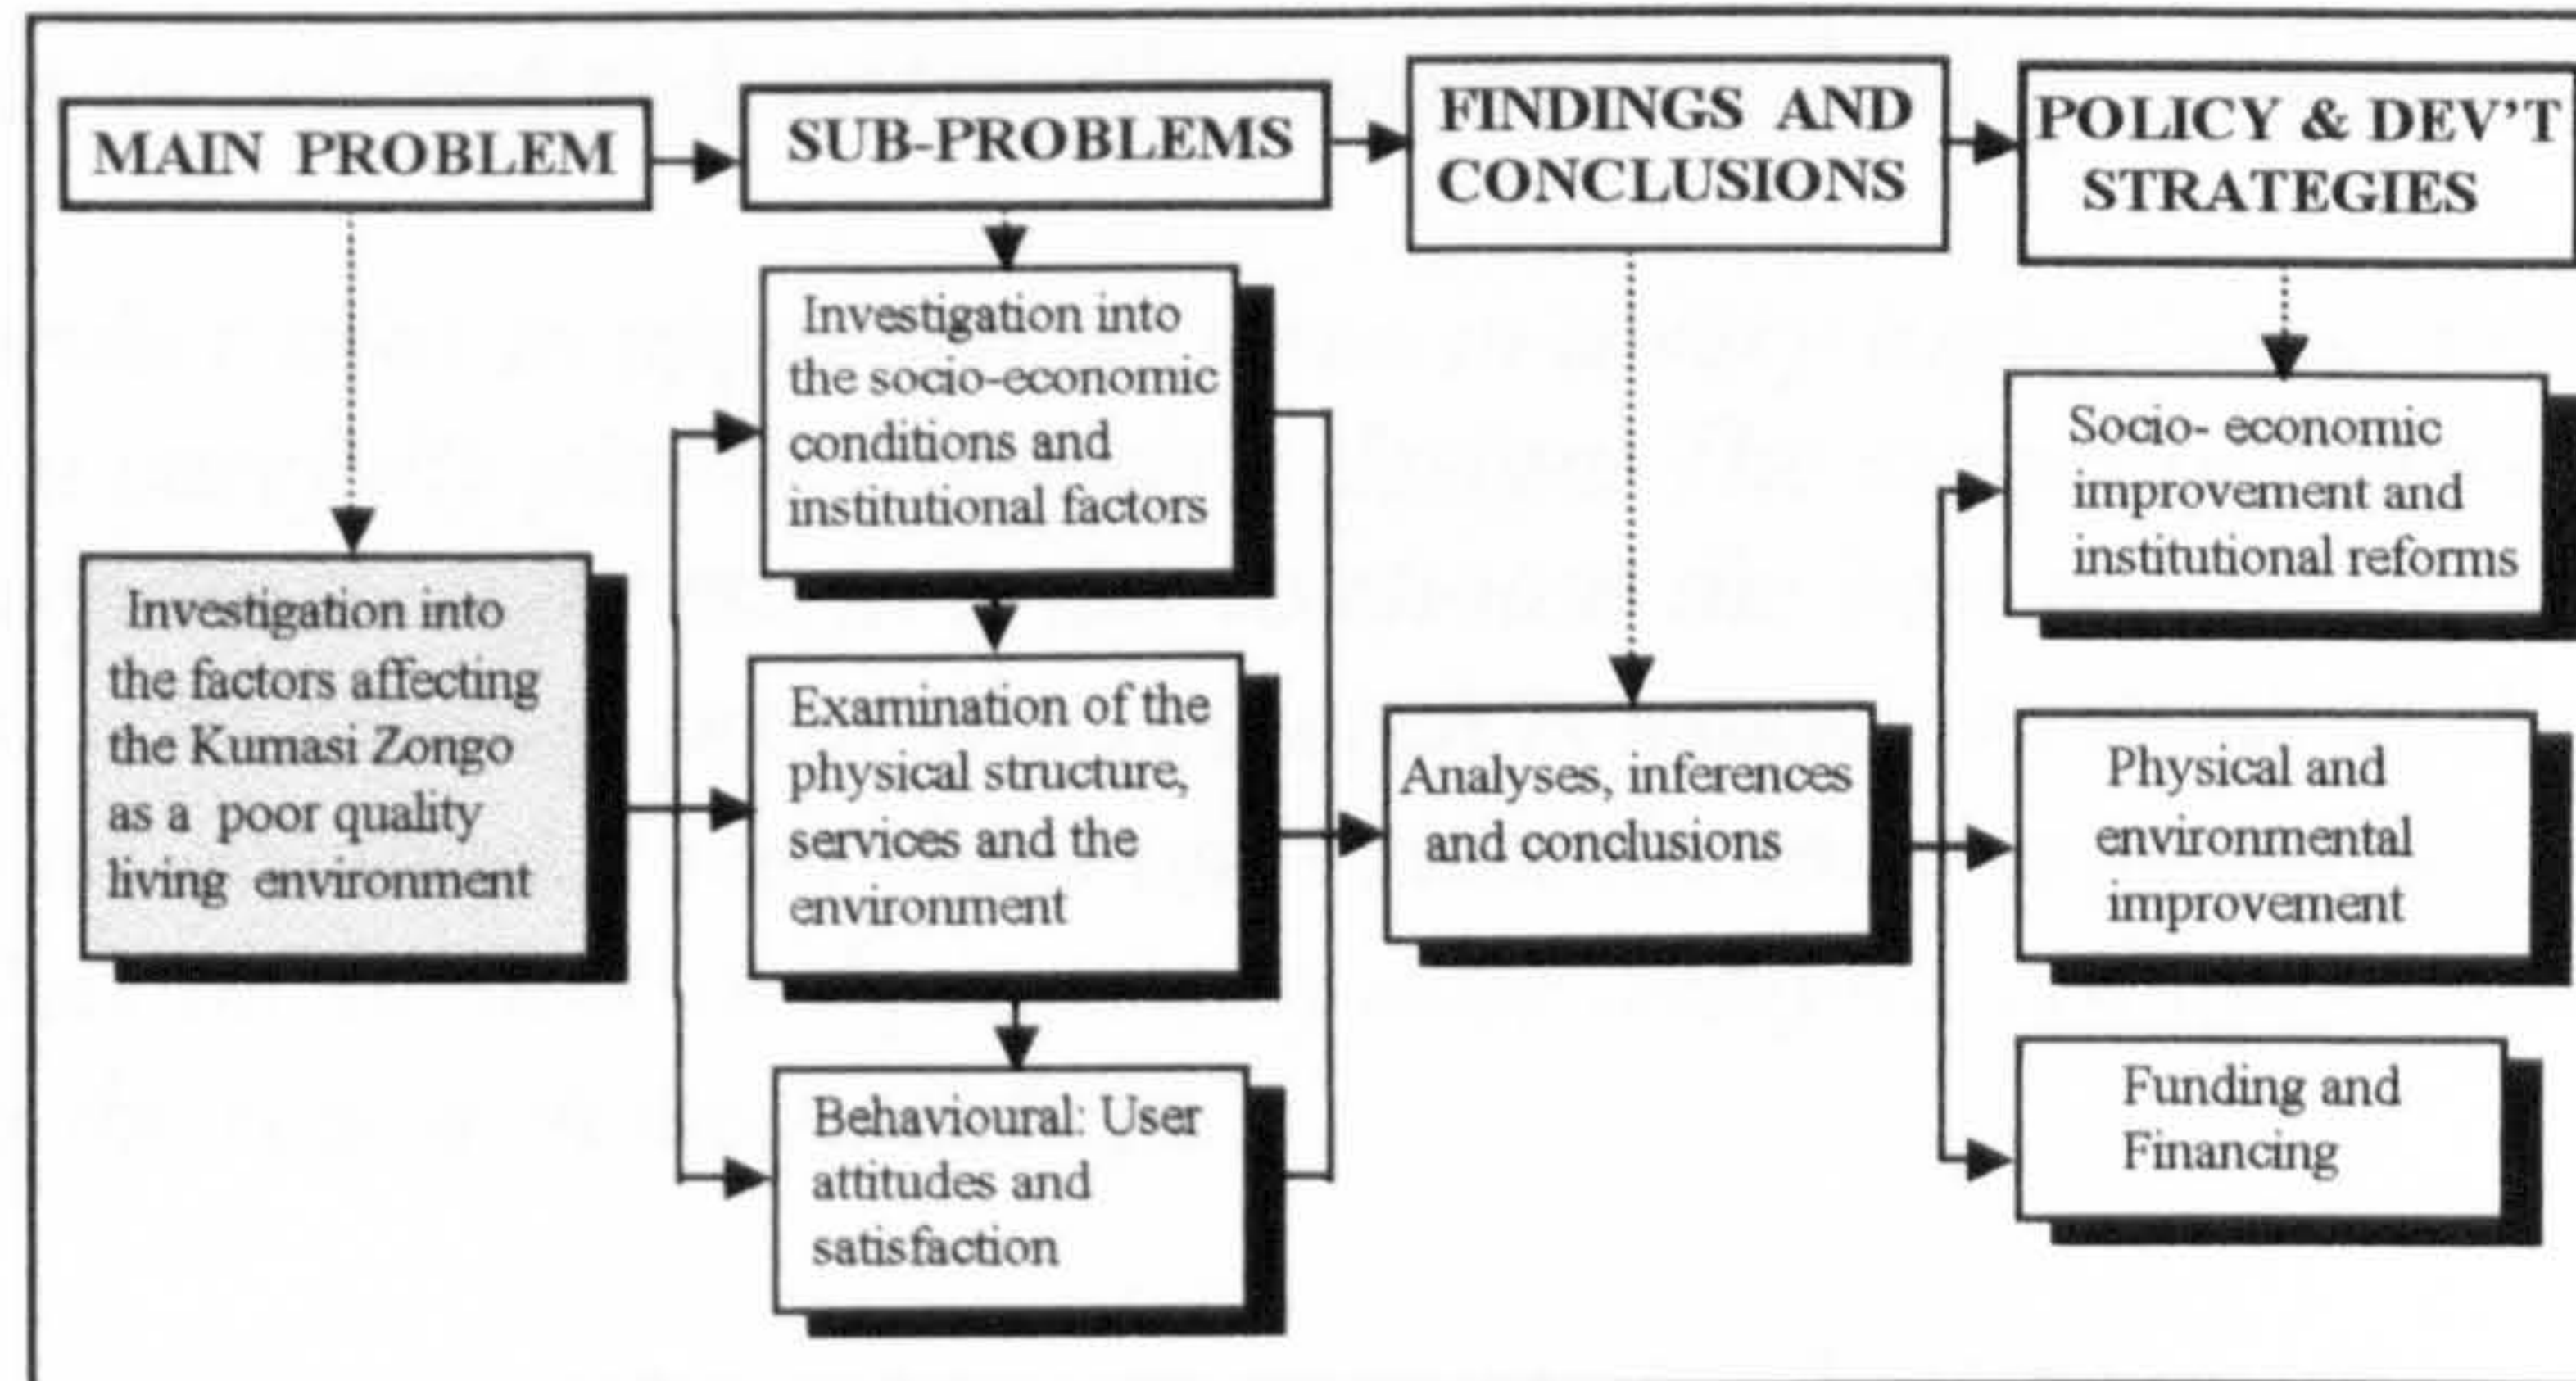 MAIN PROBLEM
SUB-PROBLEMS
FINDINGS AND
CONCLUSIONS
POLICY & DEV'T
STRATEGIES
Investigation into
the factors affecting
the Kumasi Zongo
as a poor quality
living environment
Investigation into
the socio-economic
conditions and
institutional factors
Examination of the
physical structure,
services and the
environment
Behavioural: User
attitudes and
satisfaction
Analyses, inferences
and conclusions
Socio- economic
improvement and
institutional reforms
Physical and
environmental
improvement
Funding and
Financing